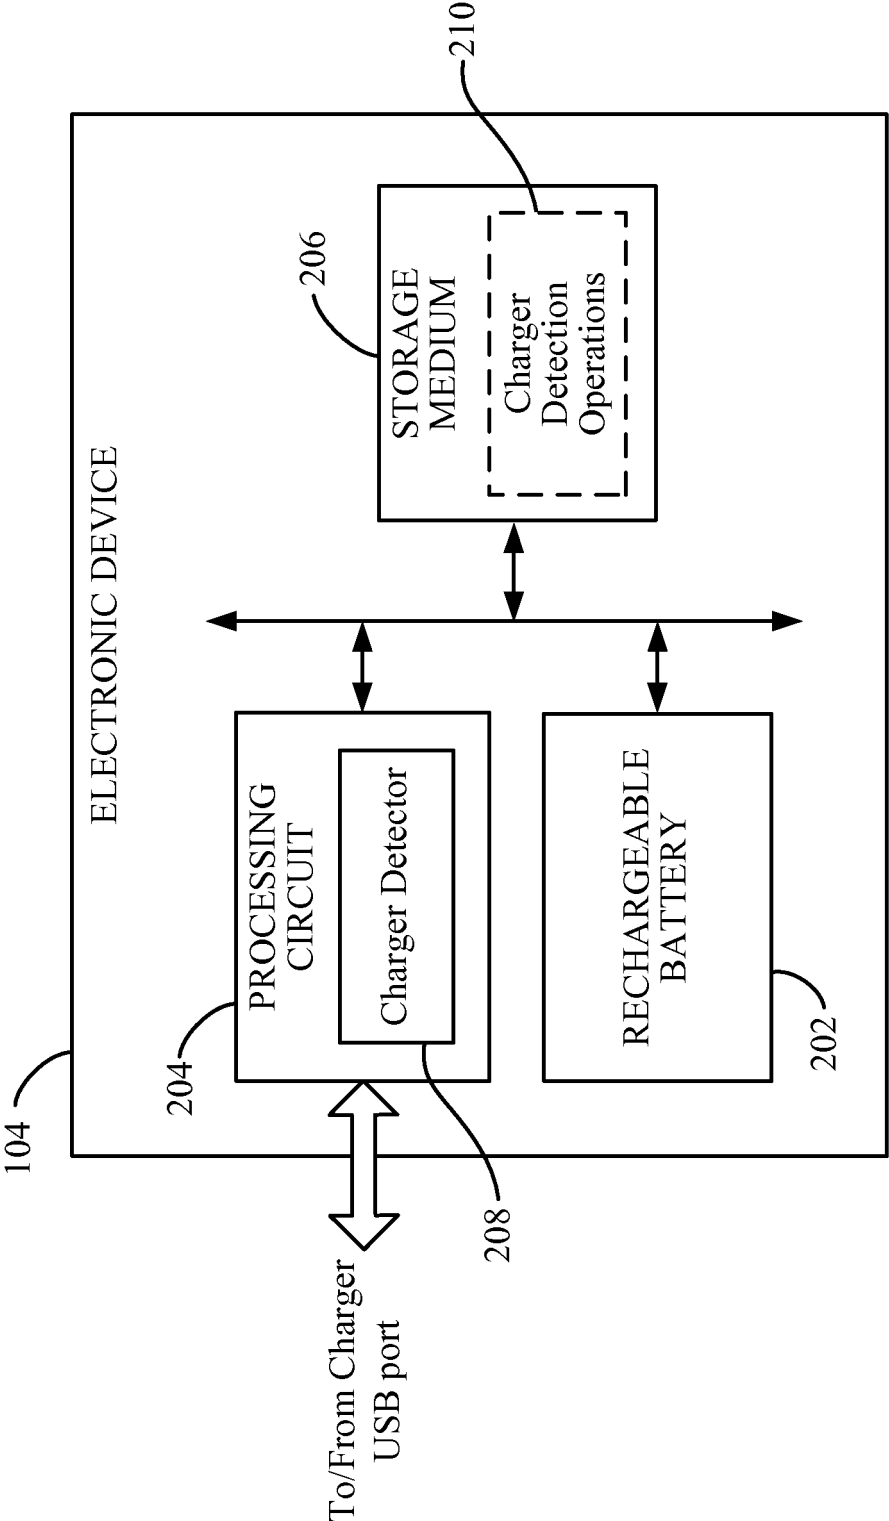 104
ELECTRONIC DEVICE
204
PROCESSING
CIRCUIT
Charger Detector
208
To/From Charger
USB port
206
STORAGE
MEDIUM
210
Charger
Detection
Operations
RECHARGEABLE
BATTERY
202